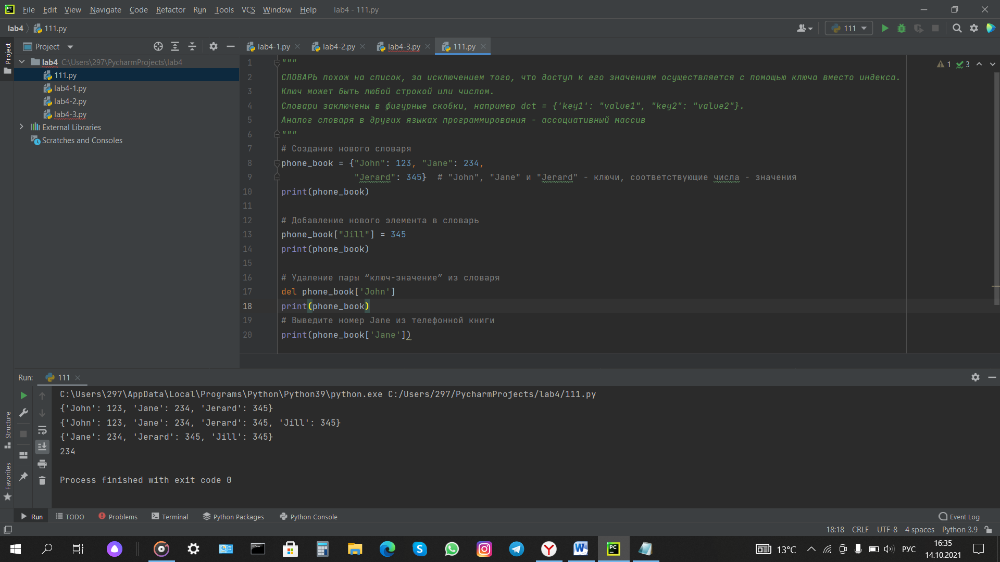 File Edit View Navigate Code Refactor Run Tools VCS Window Help lab4 - 111.py
lab4 111.py
111
Project
Project
lab4-1.py lab4-2.py lab4-3.py 111.py
lab4 C:\Users\297\PycharmProjects\lab4
111.py
lab4-1.py
lab4-2.py
lab4-3.py
External Libraries
Scratches and Consoles
1 3
1 """
2 СЛОВАРЬ похож на список, за исключением того, что доступ к его значениям осуществляется с помощью ключа вместо индекса.
3 Ключ может быть любой строкой или числом.
4 Словари заключены в фигурные скобки, например dct = {'key1': "value1", "key2": "value2"}.
5 Аналог словаря в других языках программирования - ассоциативный массив
6 """
7 # Создание нового словаря
8 phone_book = {"John": 123, "Jane": 234,
9 "Jerard": 345} # "John", "Jane" и "Jerard" - ключи, соответствующие числа - значения
10 print(phone_book)
11
12 # Добавление нового элемента в словарь
13 phone_book["Jill"] = 345
14 print(phone_book)
15
16 # Удаление пары “ключ-значение” из словаря
17 del phone_book['John']
18 print(phone_book)
19 # Выведите номер Jane из телефонной книги
20 print(phone_book['Jane'])
Run: 111
C:\Users\297\AppData\Local\Programs\Python\Python39\python.exe C:/Users/297/PycharmProjects/lab4/111.py
{'John': 123, 'Jane': 234, 'Jerard': 345}
{'John': 123, 'Jane': 234, 'Jerard': 345, 'Jill': 345}
{'Jane': 234, 'Jerard': 345, 'Jill': 345}
234
Process finished with exit code 0
Structure
Favorites
Run TODO Problems Terminal Python Packages Python Console Event Log
18:18 CRLF UTF-8 4 spaces Python 3.9
13°C РУС 16:35
14.10.2021